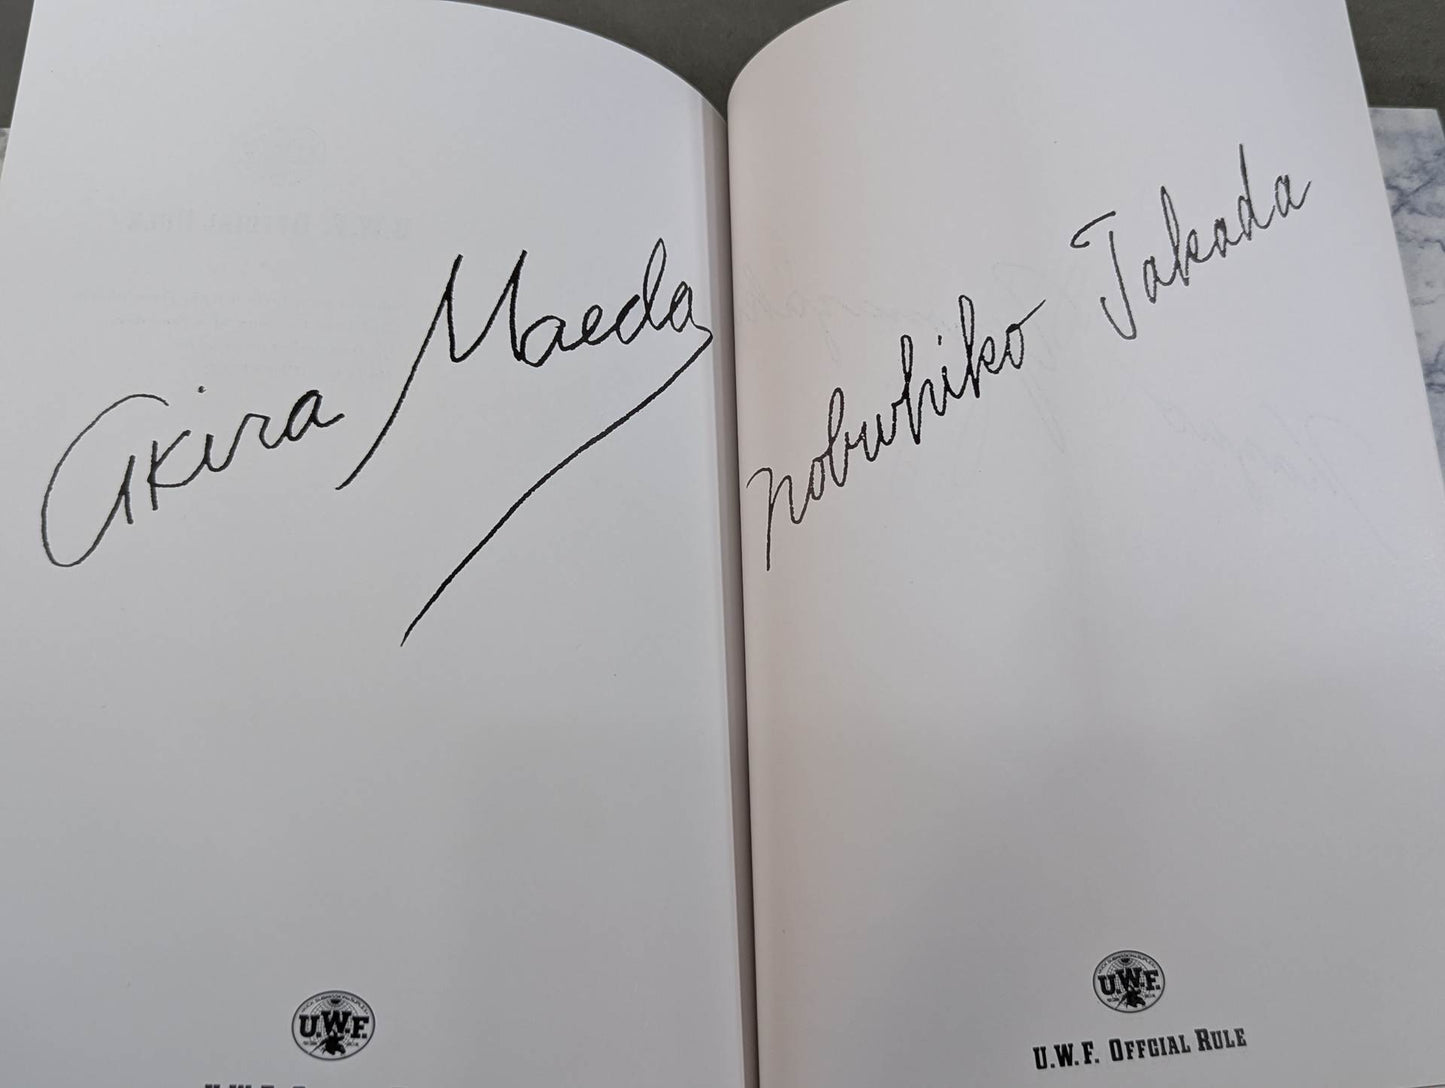 Akira Maeda
U.W.F.
nobuhiko Takada
U.W.F.
U.W.F. OFFCIAL RULE